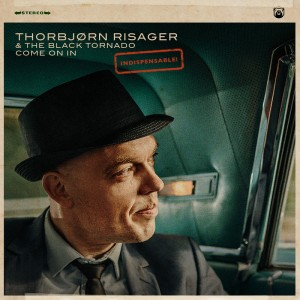 STEREO
THORBJØRN RISAGER
& THE BLACK TORNADO
COME ON IN
INDISPENSABLE!